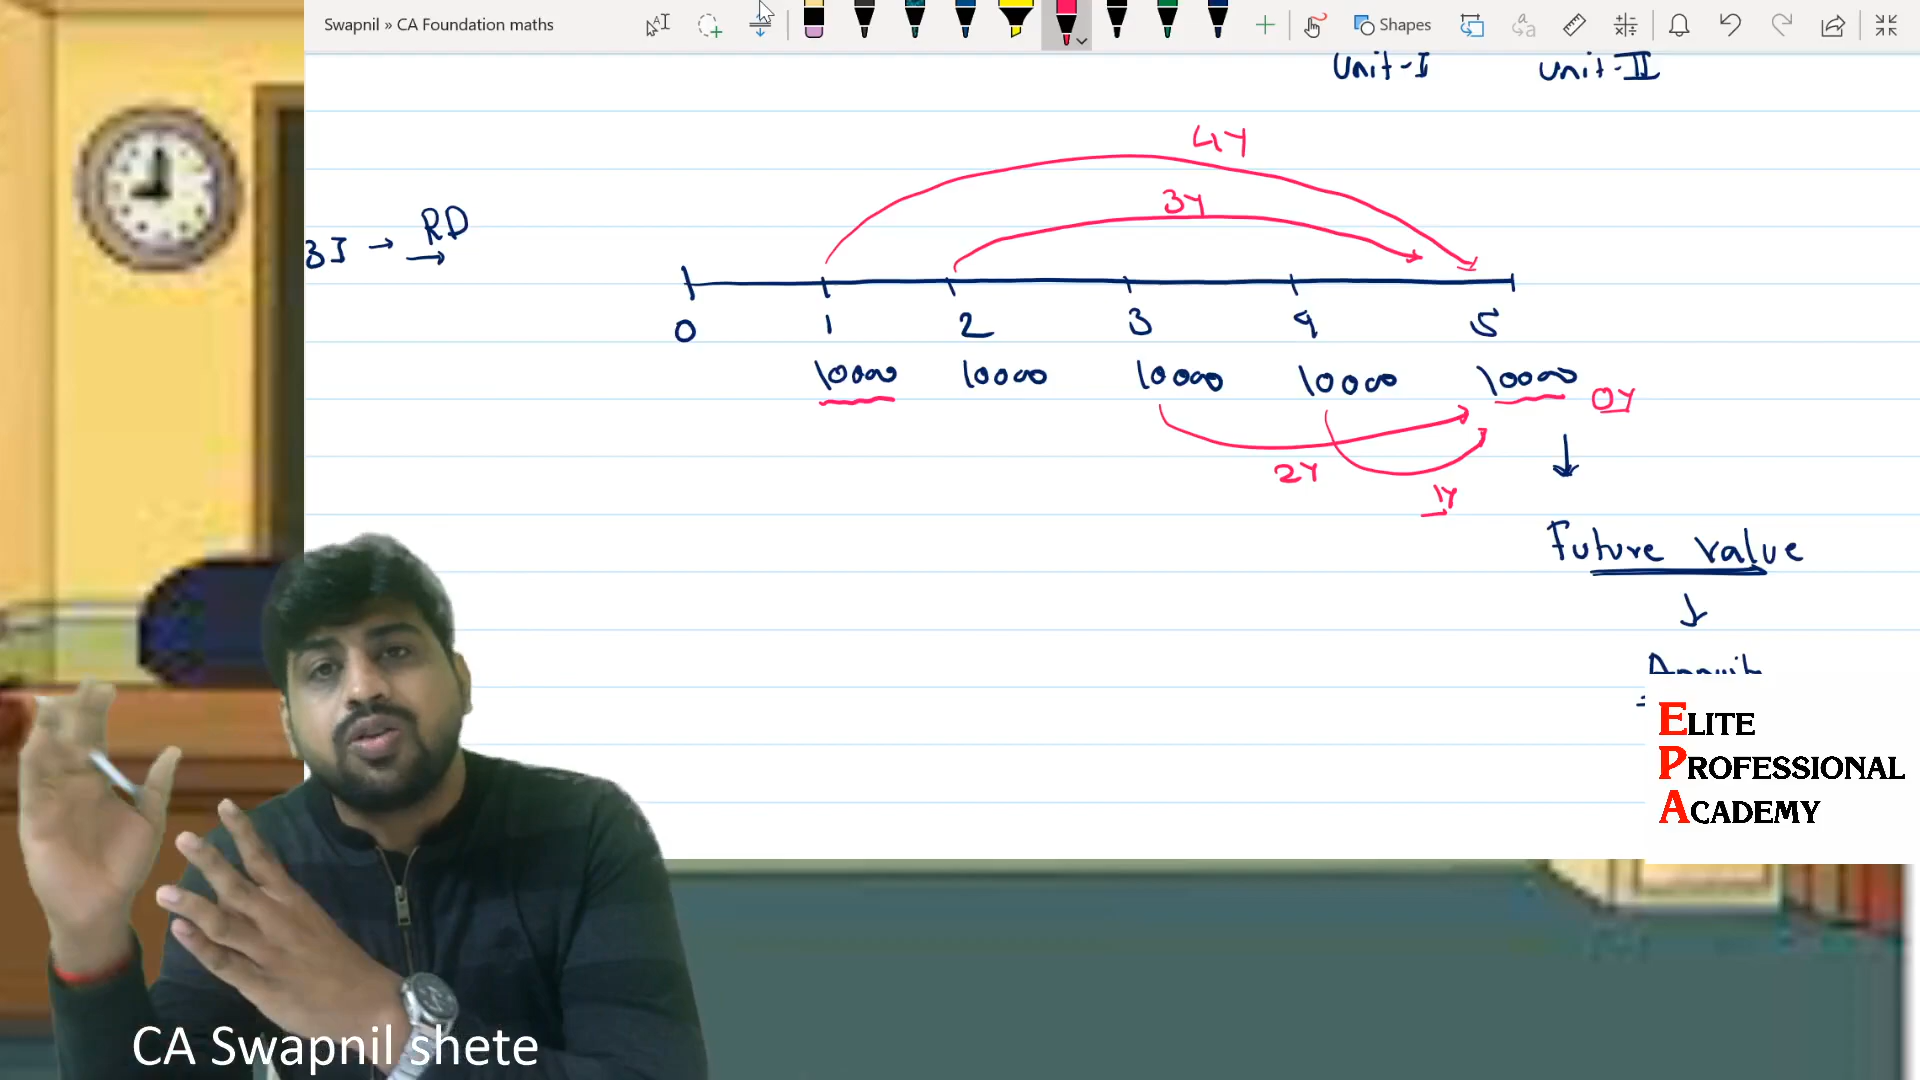 Swapnil » CA Foundation maths
Shapes
Unit-I Unit-II
4Y
3Y
RD
0 1 2 3 4 5
10000 10000 10000 10000 10000
0Y
2Y
1Y
Future value
ELITE
PROFESSIONAL
ACADEMY
CA Swapnil shete